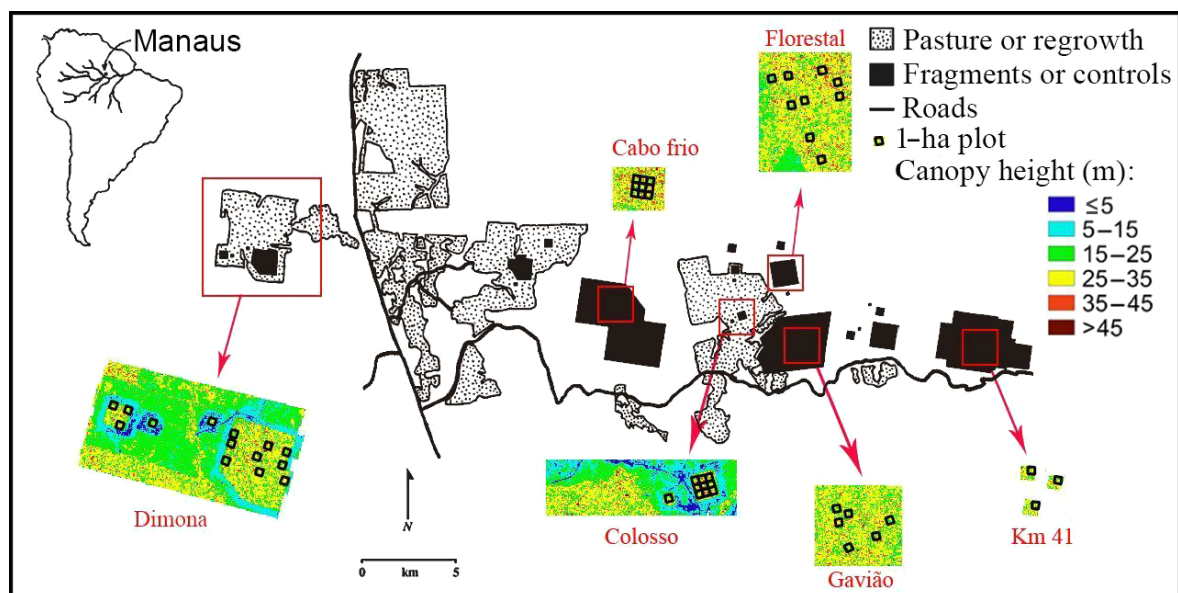 Manaus
Florestal
Pasture or regrowth
Fragments or controls
Roads
1-ha plot
Canopy height (m):
≤5
5–15
15–25
25–35
35–45
>45
Cabo frio
Dimona
N
0 5
km
Colosso
Gavião
Km 41